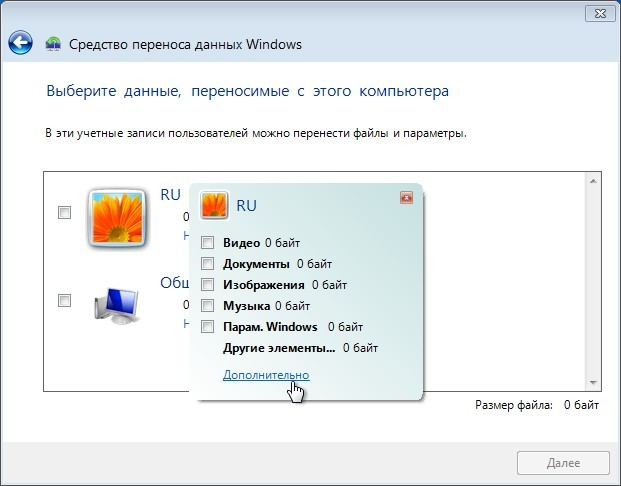 Средство переноса данных Windows
Выберите данные, переносимые с этого компьютера
В эти учетные записи пользователей можно перенести файлы и параметры.
RU
RU
Видео 0 байт
Документы 0 байт
Изображения 0 байт
Общ
Музыка 0 байт
Парам. Windows 0 байт
Другие элементы... 0 байт
Дополнительно
Размер файла: 0 байт
Далее